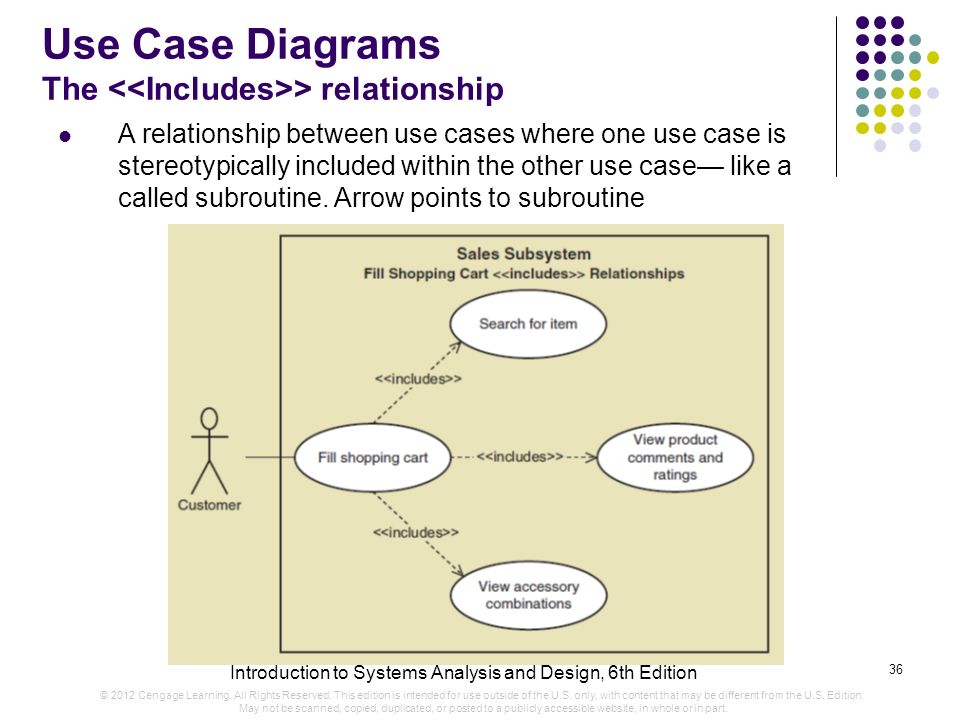 Use Case Diagrams
The <<Includes>> relationship
A relationship between use cases where one use case is
stereotypically included within the other use case— like a
called subroutine. Arrow points to subroutine
Sales Subsystem
Fill Shopping Cart <<includes>> Relationships
Search for item
<<includes>>
Customer
Fill shopping cart
<<includes>>
View product
comments and
ratings
<<includes>>
View accessory
combinations
Introduction to Systems Analysis and Design, 6th Edition
36
© 2012 Cengage Learning. All Rights Reserved. This edition is intended for use outside of the U.S. only, with content that may be different from the U.S. Edition.
May not be scanned, copied, duplicated, or posted to a publicly accessible website, in whole or in part.